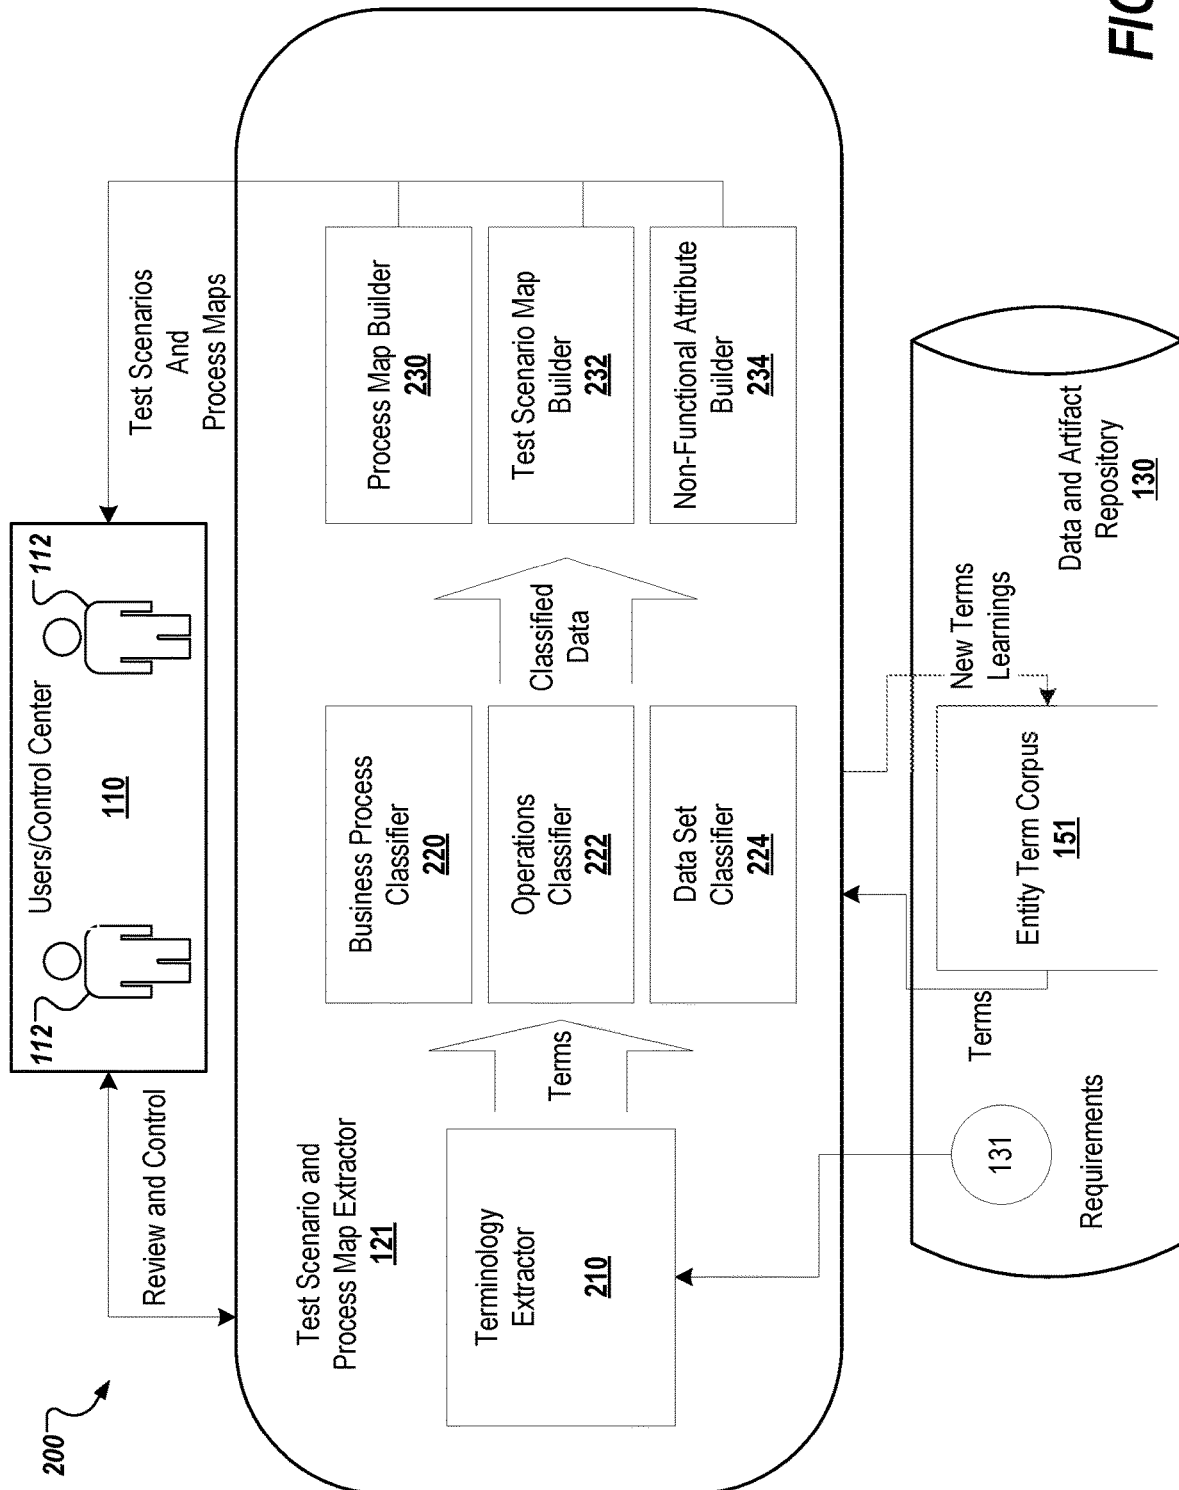 200
Review and Control
112
Users/Control Center
110
112
Test Scenarios
And
Process Maps
Test Scenario and
Process Map Extractor
121
Terminology
Extractor
210
Terms
Business Process
Classifier
220
Operations
Classifier
222
Data Set
Classifier
224
Classified
Data
Process Map Builder
230
Test Scenario Map
Builder
232
Non-Functional Attribute
Builder
234
131
Requirements
Terms
Entity Term Corpus
151
New Terms
Learnings
Data and Artifact
Repository
130
FIG